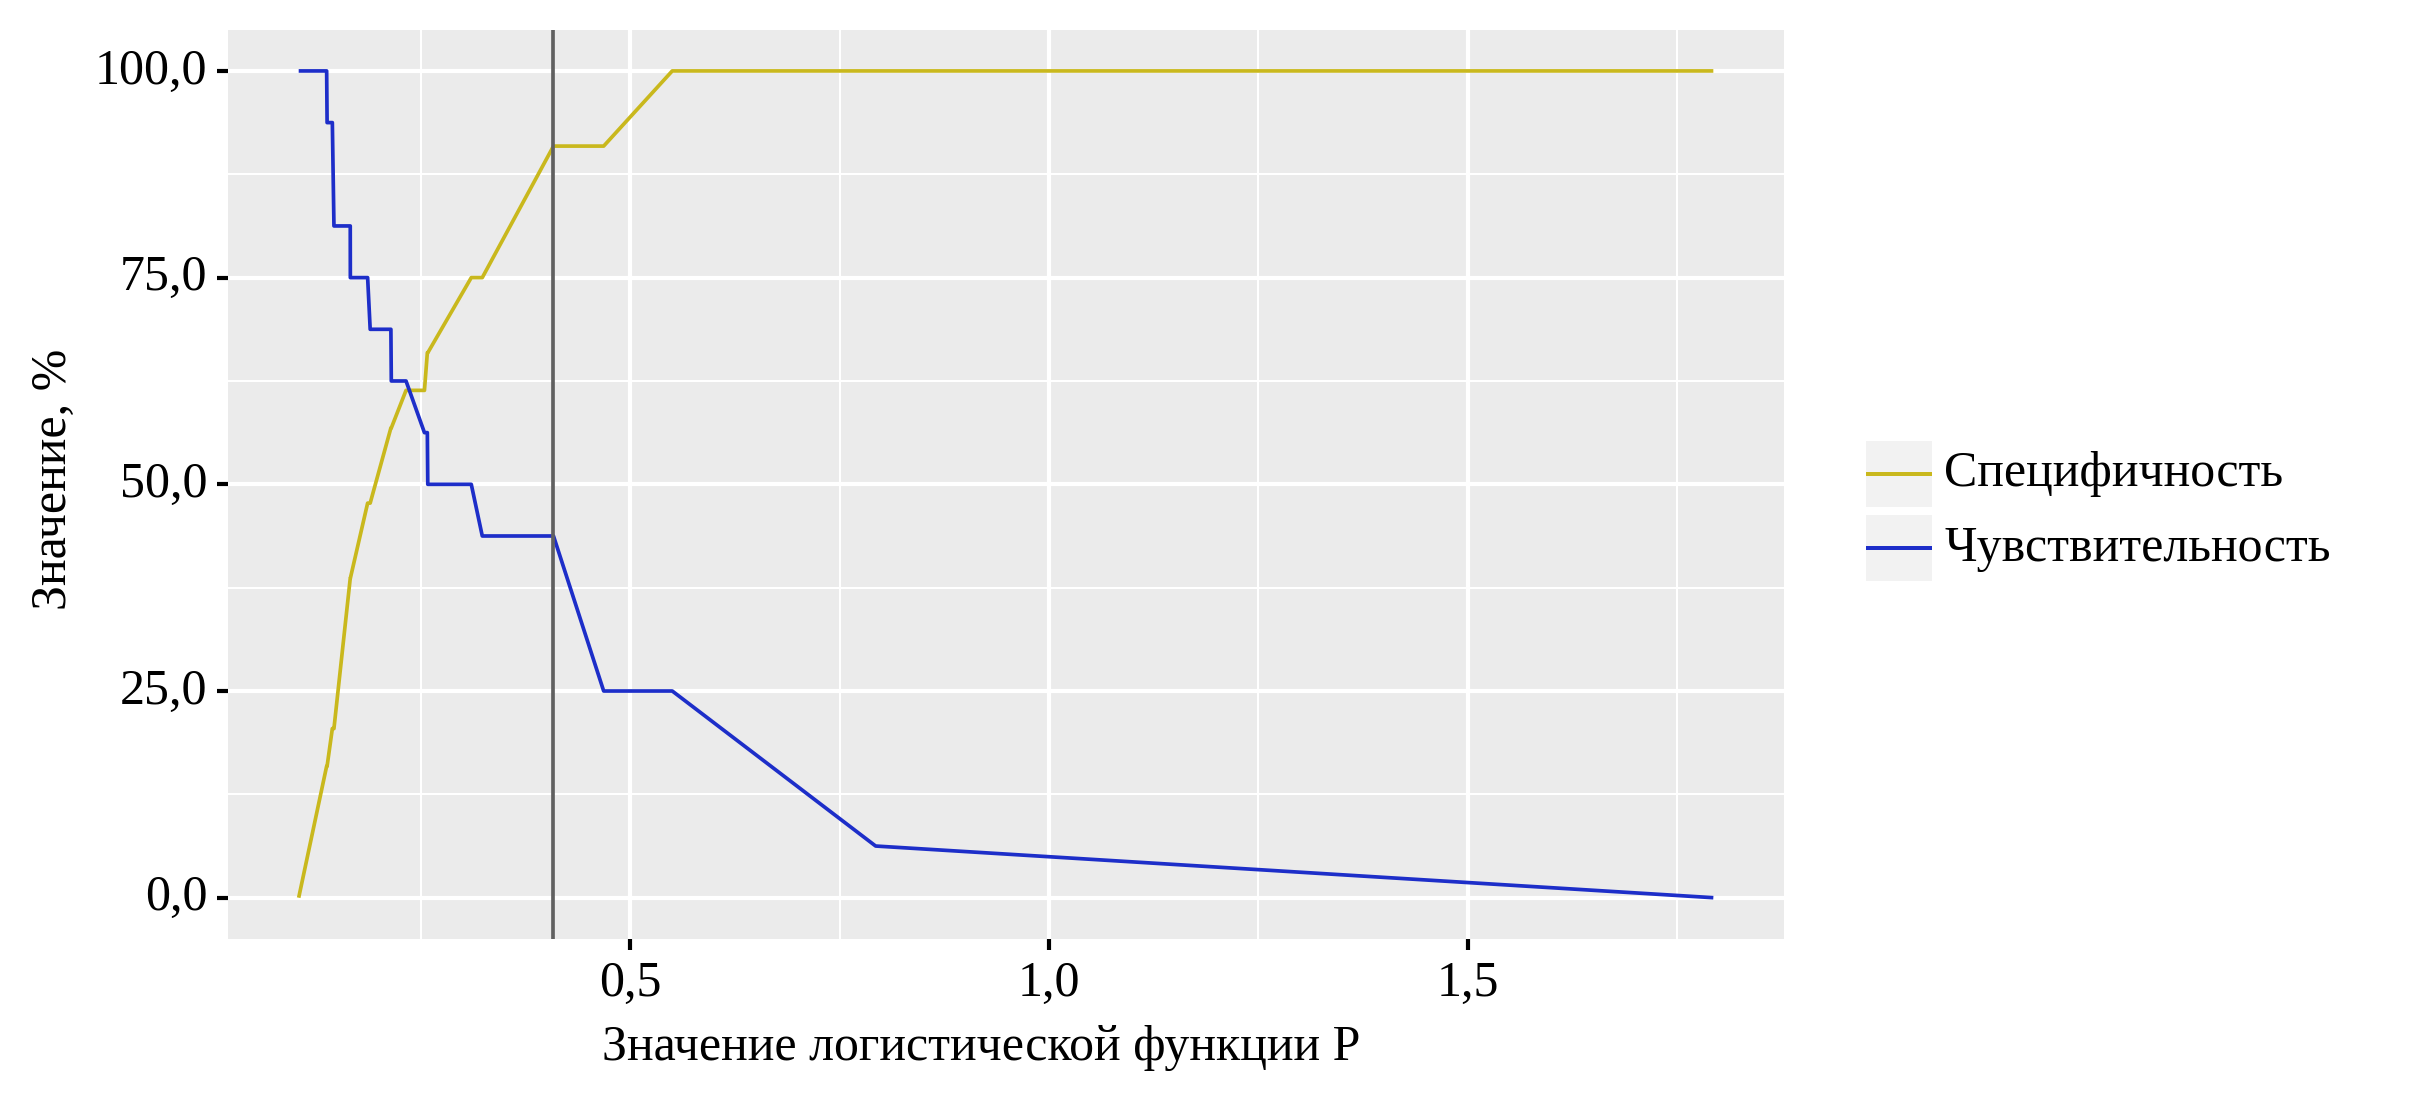 100,0
75,0
50,0
25,0
0,0
Значение, %
0,5
1,0
1,5
Значение логистической функции P
Специфичность
Чувствительность